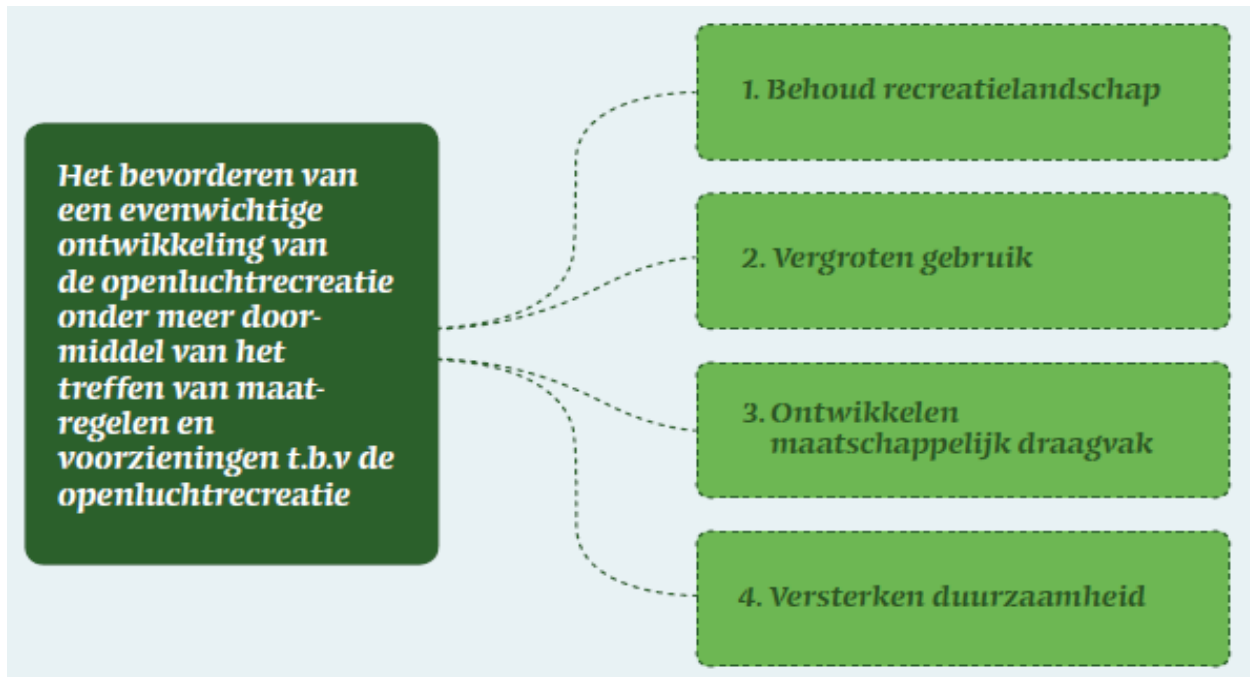 Het bevorderen van
een evenwichtige
ontwikkeling van
de openluchtrecreatie
onder meer door-
middel van het
treffen van maat-
regelen en
voorzieningen t.b.v de
openluchtrecreatie
1. Behoud recreatielandschap
2. Vergroten gebruik
3. Ontwikkelen
maatschappelijk draagvak
4. Versterken duurzaamheid